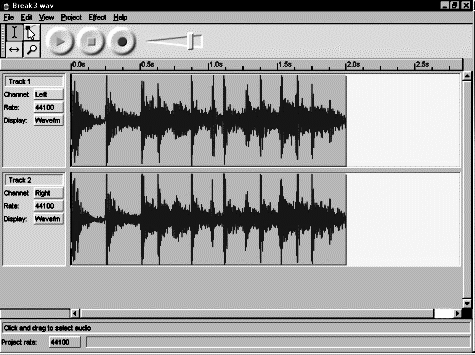 Break3.wav
File Edit View Project Effect Help
0.0s 0.5s 1.0s 1.5s 2.0s 2.5s
Track 1
Channel: Left
Rate: 44100
Display: Wavefm
Track 2
Channel: Right
Rate: 44100
Display: Wavefm
Click and drag to select audio
Project rate: 44100